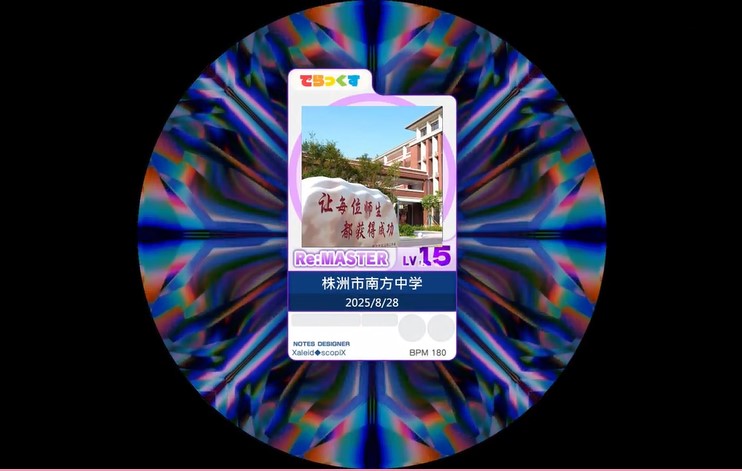 でらっくす
让每位师生
都获得成功
Re:MASTER LV 15
株洲市南方中学
2025/8/28
NOTES DESIGNER
Xaleid◆scopiX
BPM 180